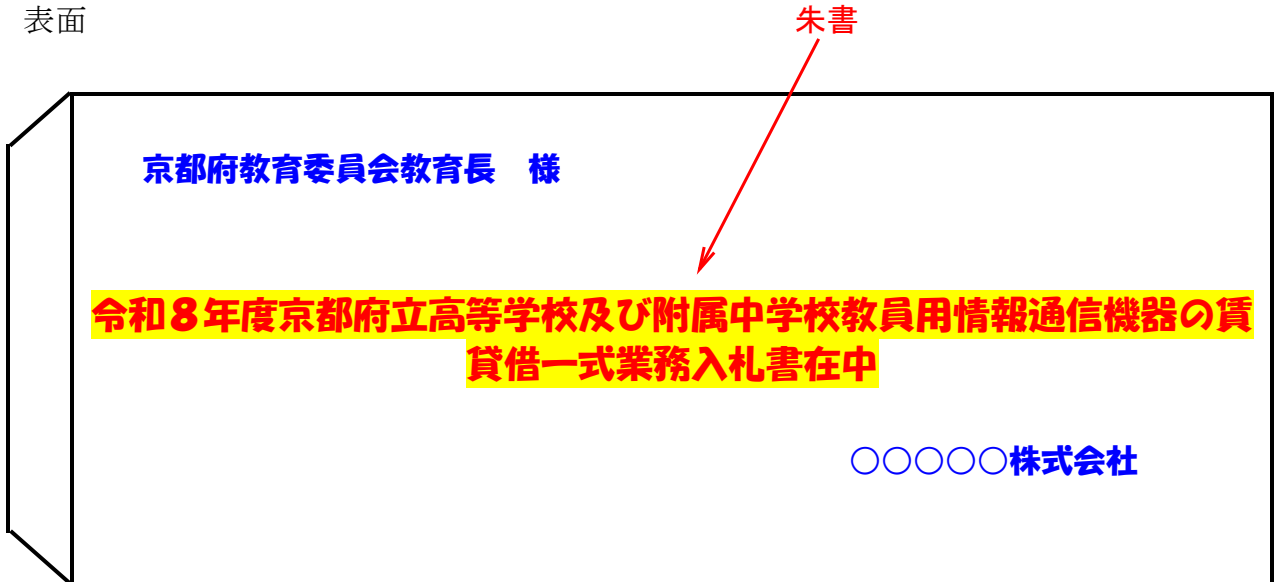 表面
朱書
京都府教育委員会教育長　様
令和８年度京都府立高等学校及び附属中学校教員用情報通信機器の賃
貸借一式業務入札書在中
○○○○○株式会社